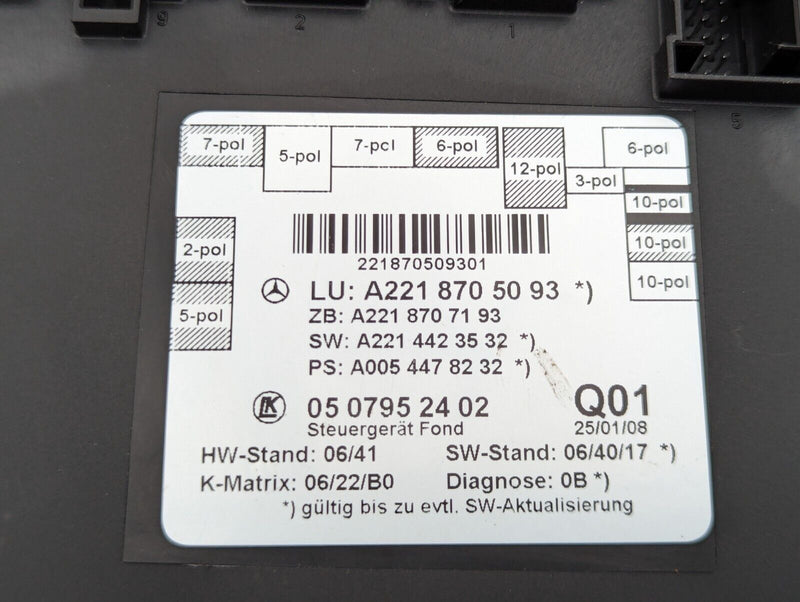 9
2
1
5
7-pol
5-pol
7-pcl
6-pol
12-pol
3-pol
6-pol
10-pol
10-pol
10-pol
2-pol
5-pol
221870509301
LU: A221 870 50 93 *)
ZB: A221 870 71 93
SW: A221 442 35 32 *)
PS: A005 447 82 32 *)
LK 05 0795 24 02 Q01
Steuergerät Fond 25/01/08
HW-Stand: 06/41 SW-Stand: 06/40/17 *)
K-Matrix: 06/22/B0 Diagnose: 0B *)
*) gültig bis zu evtl. SW-Aktualisierung